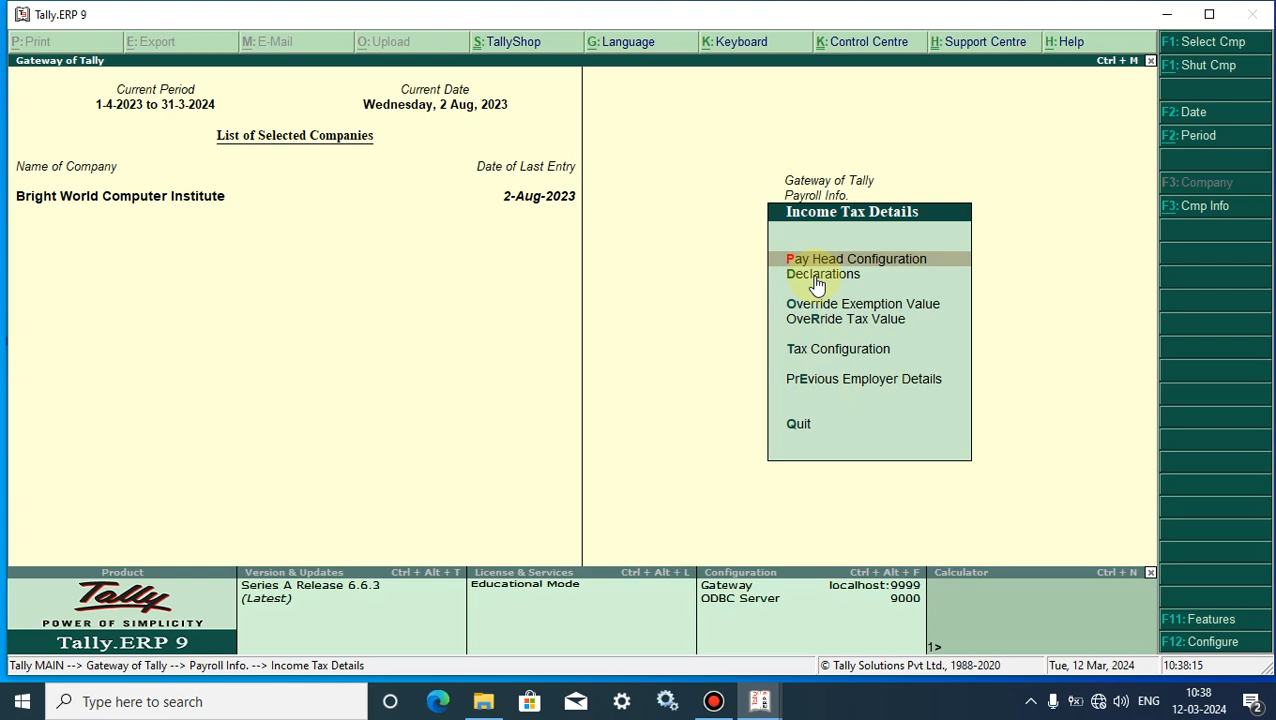 Tally.ERP 9
P: Print E: Export M: E-Mail O: Upload S: TallyShop G: Language K: Keyboard K: Control Centre H: Support Centre H: Help
Gateway of Tally Ctrl + M
Current Period Current Date
1-4-2023 to 31-3-2024 Wednesday, 2 Aug, 2023
List of Selected Companies
Name of Company Date of Last Entry
Bright World Computer Institute 2-Aug-2023
Gateway of Tally
Payroll Info.
Income Tax Details
Pay Head Configuration
Declarations
Override Exemption Value
OveRride Tax Value
Tax Configuration
PrEvious Employer Details
Quit
F1: Select Cmp
F1: Shut Cmp
F2: Date
F2: Period
F3: Company
F3: Cmp Info
F11: Features
F12: Configure
Product Version & Updates Ctrl + Alt + T License & Services Ctrl + Alt + L Configuration Ctrl + Alt + F Calculator Ctrl + N
Tally
POWER OF SIMPLICITY
Tally.ERP 9
Series A Release 6.6.3
(Latest)
Educational Mode
Gateway localhost:9999
ODBC Server 9000
1>
Tally MAIN --> Gateway of Tally --> Payroll Info. --> Income Tax Details © Tally Solutions Pvt Ltd., 1988-2020 Tue, 12 Mar, 2024 10:38:15
Type here to search
ENG
10:38
12-03-2024
2